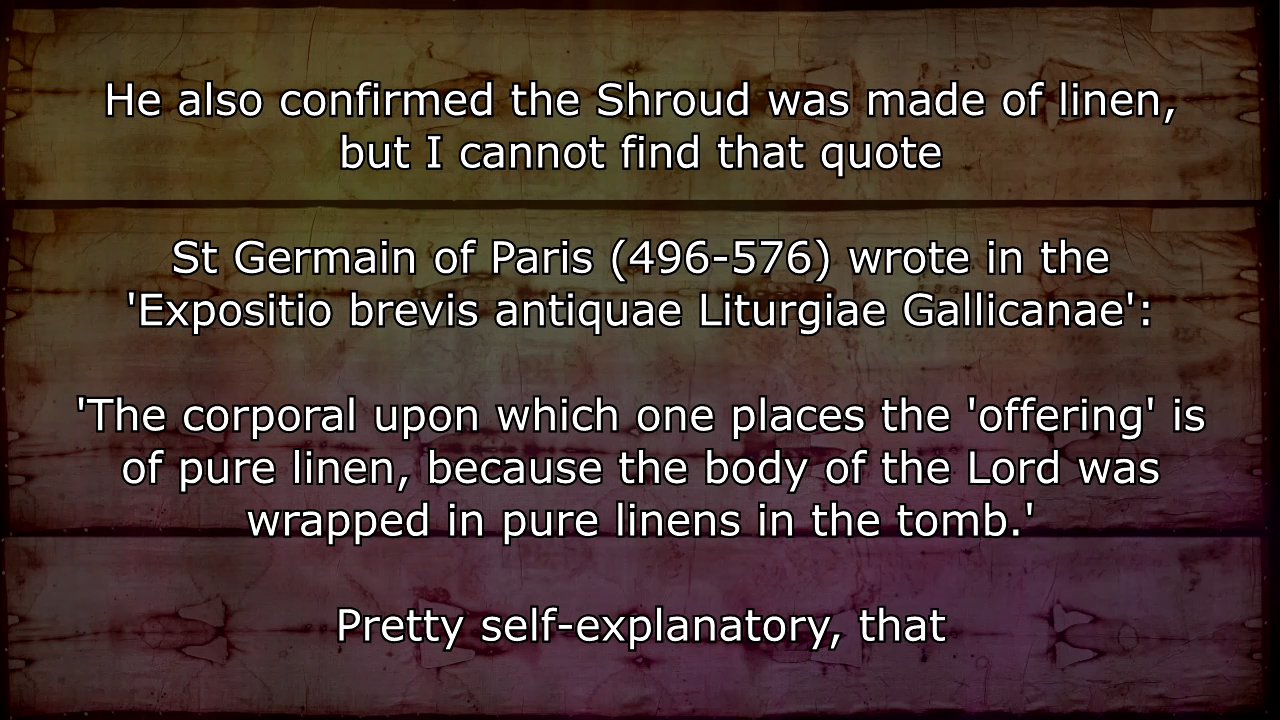 He also confirmed the Shroud was made of linen,
but I cannot find that quote
St Germain of Paris (496-576) wrote in the
'Expositio brevis antiquae Liturgiae Gallicanae':
'The corporal upon which one places the 'offering' is
of pure linen, because the body of the Lord was
wrapped in pure linens in the tomb.'
Pretty self-explanatory, that